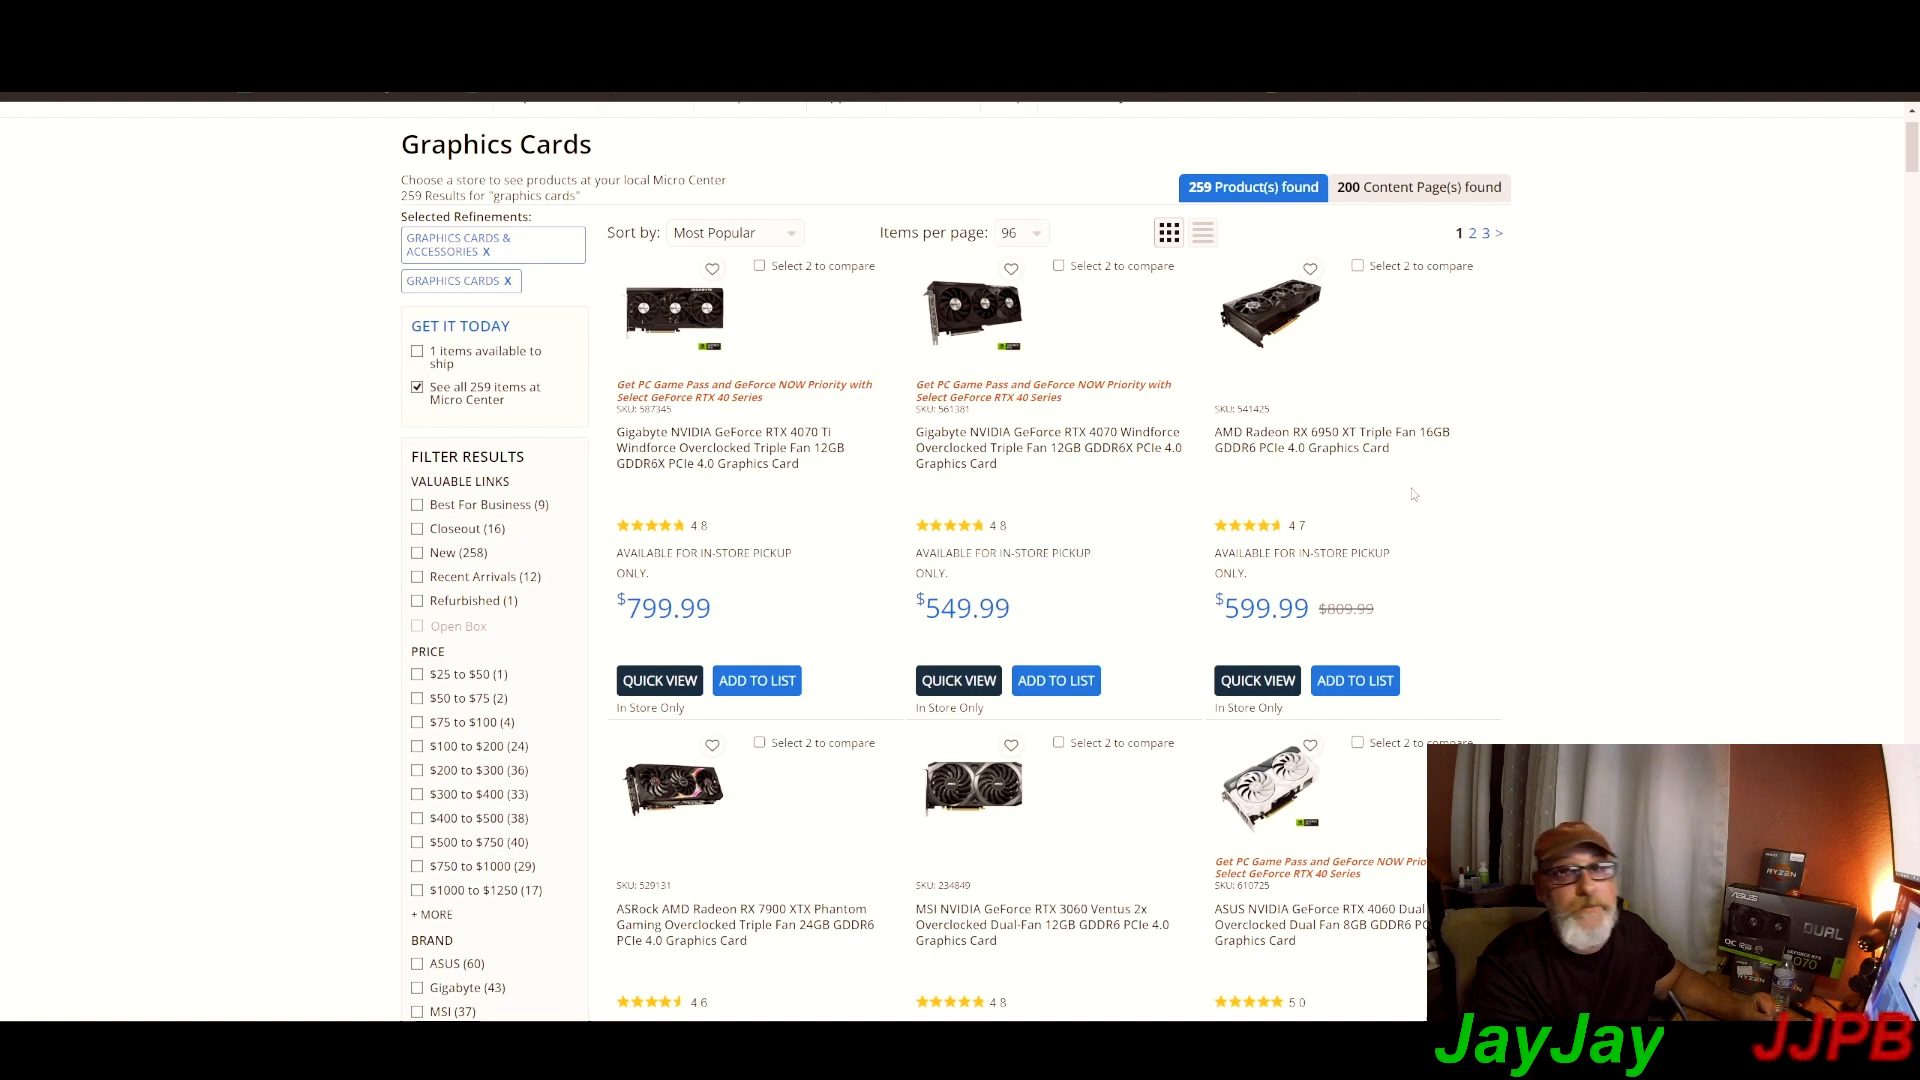 Graphics Cards
Choose a store to see products at your local Micro Center
259 Results for "graphics cards"
259 Product(s) found
200 Content Page(s) found
Selected Refinements:
GRAPHICS CARDS &
ACCESSORIES X
GRAPHICS CARDS X
Sort by: Most Popular
Items per page: 96
1 2 3 >
GET IT TODAY
1 items available to
ship
See all 259 items at
Micro Center
FILTER RESULTS
VALUABLE LINKS
Best For Business (9)
Closeout (16)
New (258)
Recent Arrivals (12)
Refurbished (1)
Open Box
PRICE
$25 to $50 (1)
$50 to $75 (2)
$75 to $100 (4)
$100 to $200 (24)
$200 to $300 (36)
$300 to $400 (33)
$400 to $500 (38)
$500 to $750 (40)
$750 to $1000 (29)
$1000 to $1250 (17)
+ MORE
BRAND
ASUS (60)
Gigabyte (43)
MSI (37)
Select 2 to compare
Get PC Game Pass and GeForce NOW Priority with
Select GeForce RTX 40 Series
SKU: 587345
Gigabyte NVIDIA GeForce RTX 4070 Ti
Windforce Overclocked Triple Fan 12GB
GDDR6X PCIe 4.0 Graphics Card
4.8
AVAILABLE FOR IN-STORE PICKUP
ONLY.
$799.99
QUICK VIEW
ADD TO LIST
In Store Only
Select 2 to compare
Get PC Game Pass and GeForce NOW Priority with
Select GeForce RTX 40 Series
SKU: 561381
Gigabyte NVIDIA GeForce RTX 4070 Windforce
Overclocked Triple Fan 12GB GDDR6X PCIe 4.0
Graphics Card
4.8
AVAILABLE FOR IN-STORE PICKUP
ONLY.
$549.99
QUICK VIEW
ADD TO LIST
In Store Only
Select 2 to compare
SKU: 541425
AMD Radeon RX 6950 XT Triple Fan 16GB
GDDR6 PCIe 4.0 Graphics Card
4.7
AVAILABLE FOR IN-STORE PICKUP
ONLY.
$599.99 $809.99
QUICK VIEW
ADD TO LIST
In Store Only
Select 2 to compare
SKU: 529131
ASRock AMD Radeon RX 7900 XTX Phantom
Gaming Overclocked Triple Fan 24GB GDDR6
PCIe 4.0 Graphics Card
4.6
Select 2 to compare
SKU: 234849
MSI NVIDIA GeForce RTX 3060 Ventus 2x
Overclocked Dual-Fan 12GB GDDR6 PCIe 4.0
Graphics Card
4.8
Select 2 to compare
Get PC Game Pass and GeForce NOW Prio
Select GeForce RTX 40 Series
SKU: 610725
ASUS NVIDIA GeForce RTX 4060 Dual
Overclocked Dual Fan 8GB GDDR6 PC
Graphics Card
5.0
RYZEN
ASUS
DUAL
GEFORCE RTX
RYZEN
JayJay
JJPB